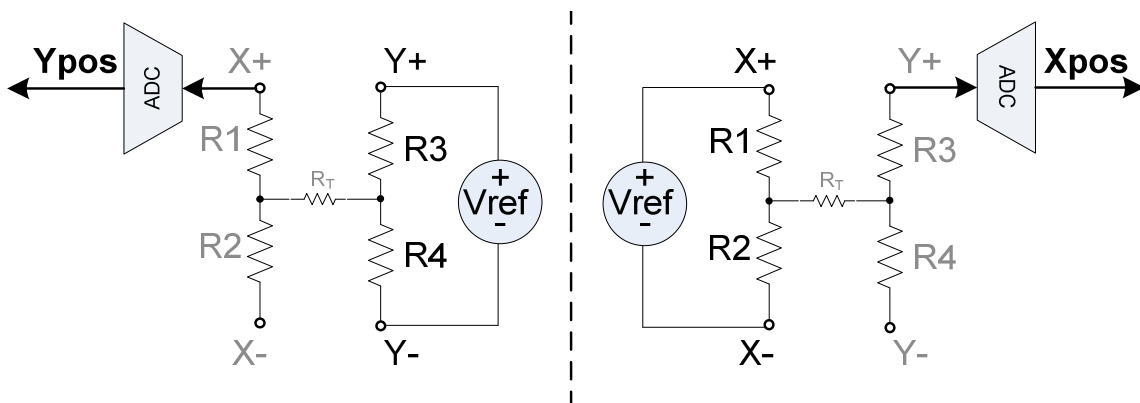 Ypos
ADC
X+
Y+
R1
R3
RT
+
Vref
-
R2
R4
X-
Y-
X+
Y+
ADC
Xpos
R1
R3
RT
+
Vref
-
R2
R4
X-
Y-